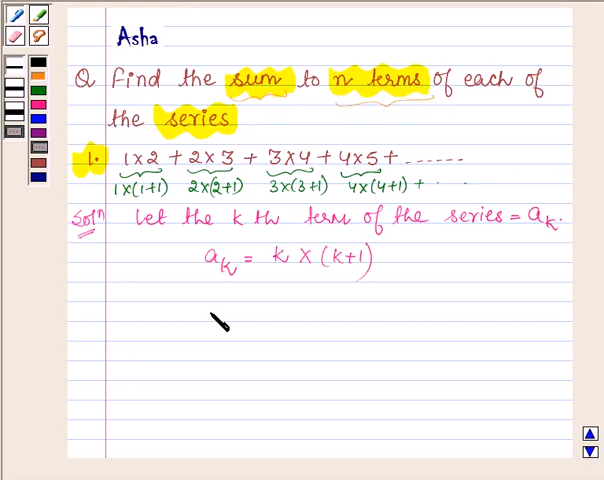 Asha
Q Find the sum to n terms of each of
the series
1. 1×2 + 2×3 + 3×4 + 4×5 + .......
1×(1+1) 2×(2+1) 3×(3+1) 4×(4+1) + . .
Solⁿ Let the k th term of the series = aₖ.
aₖ = k × (k+1)